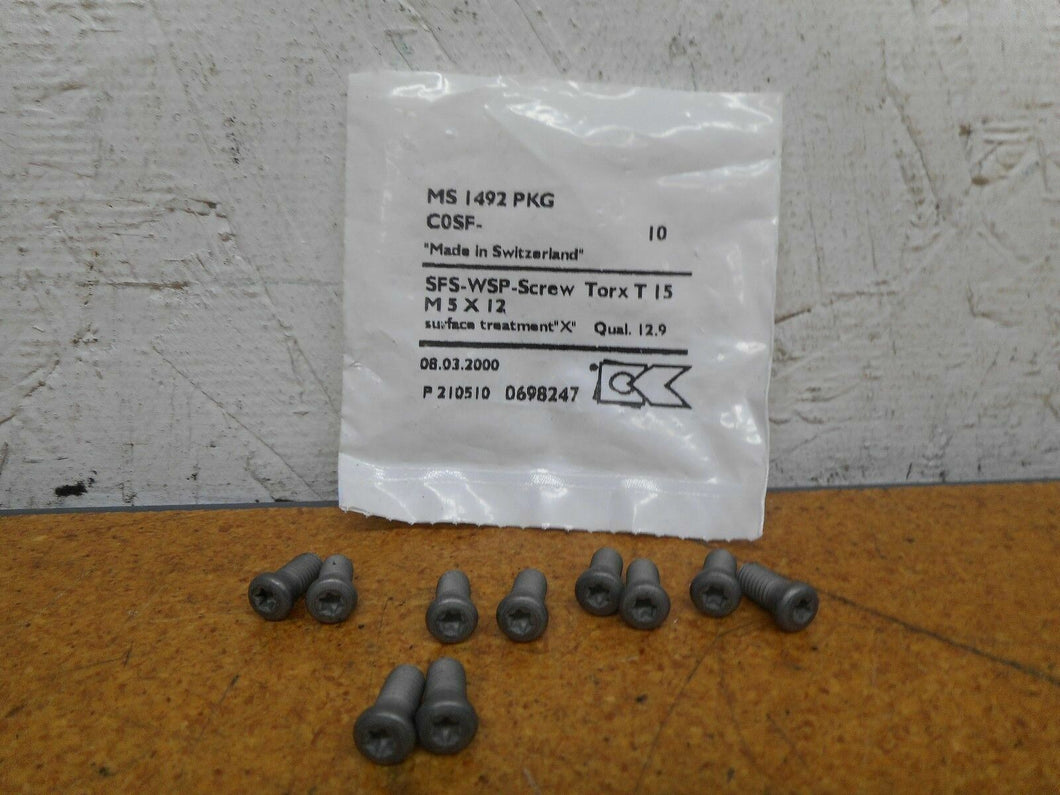 MS 1492 PKG
C0SF- 10
"Made in Switzerland"
SFS-WSP-Screw Torx T 15
M 5 X 12
surface treatment"X" Qual. 12.9
08.03.2000
P 210510 0698247